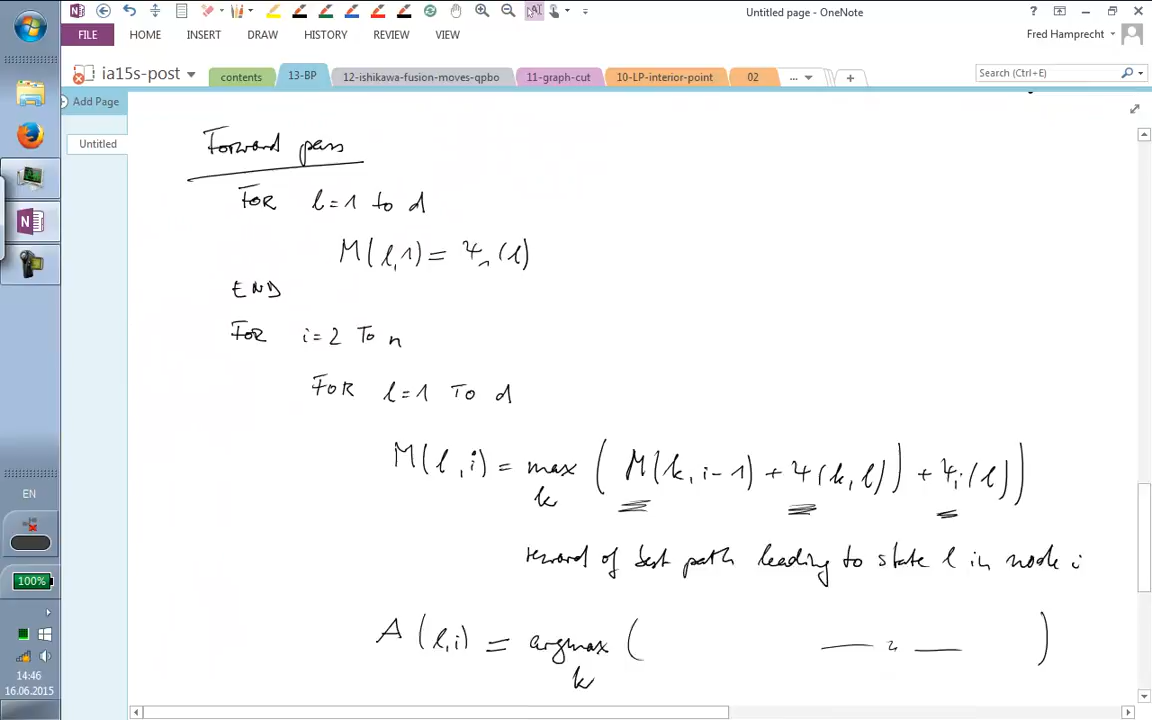 Untitled page - OneNote
FILE HOME INSERT DRAW HISTORY REVIEW VIEW
Fred Hamprecht
ia15s-post
contents 13-BP 12-ishikawa-fusion-moves-qpbo 11-graph-cut 10-LP-interior-point 02 ... +
Search (Ctrl+E)
Add Page
Untitled
Forward pass
FOR l=1 to d
M(l,1) = Ψ₁(l)
END
FOR i=2 TO n
FOR l=1 TO d
M(l,i) = max ( M(k,i-1) + Ψ(k,l)) + Ψᵢ(l))
k
reward of best path leading to state l in node i
A(l,i) = argmax ( — " — )
k
EN
100%
14:46
16.06.2015